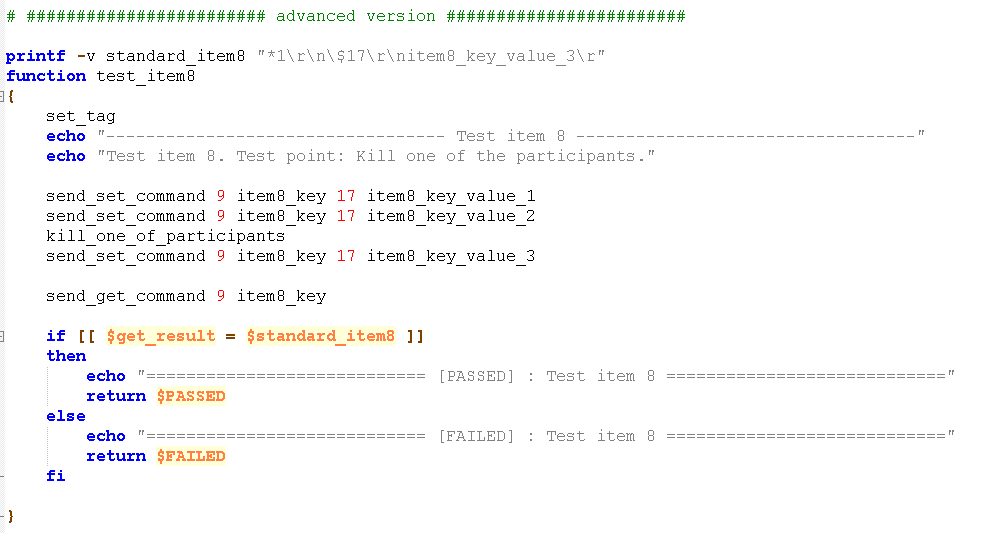 # ######################## advanced version ########################
printf -v standard_item8 "*1\r\n\$17\r\nitem8_key_value_3\r"
function test_item8
{
set_tag
echo "---------------------------------- Test item 8 ----------------------------------"
echo "Test item 8. Test point: Kill one of the participants."
send_set_command 9 item8_key 17 item8_key_value_1
send_set_command 9 item8_key 17 item8_key_value_2
kill_one_of_participants
send_set_command 9 item8_key 17 item8_key_value_3
send_get_command 9 item8_key
if [[ $get_result = $standard_item8 ]]
then
echo "============================ [PASSED] : Test item 8 ============================"
return $PASSED
else
echo "============================ [FAILED] : Test item 8 ============================"
return $FAILED
fi
}